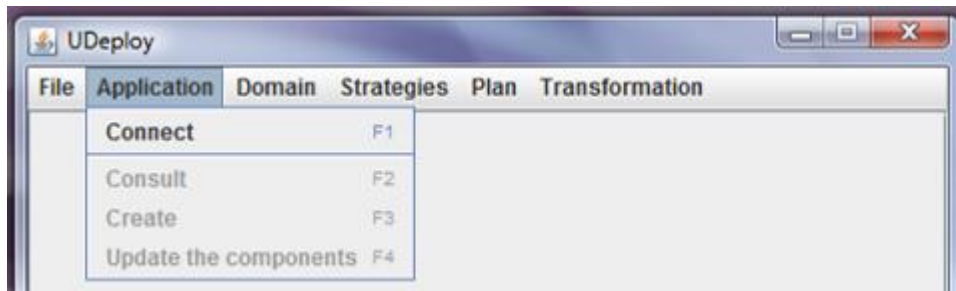 UDeploy
File Application Domain Strategies Plan Transformation
Connect F1
Consult F2
Create F3
Update the components F4